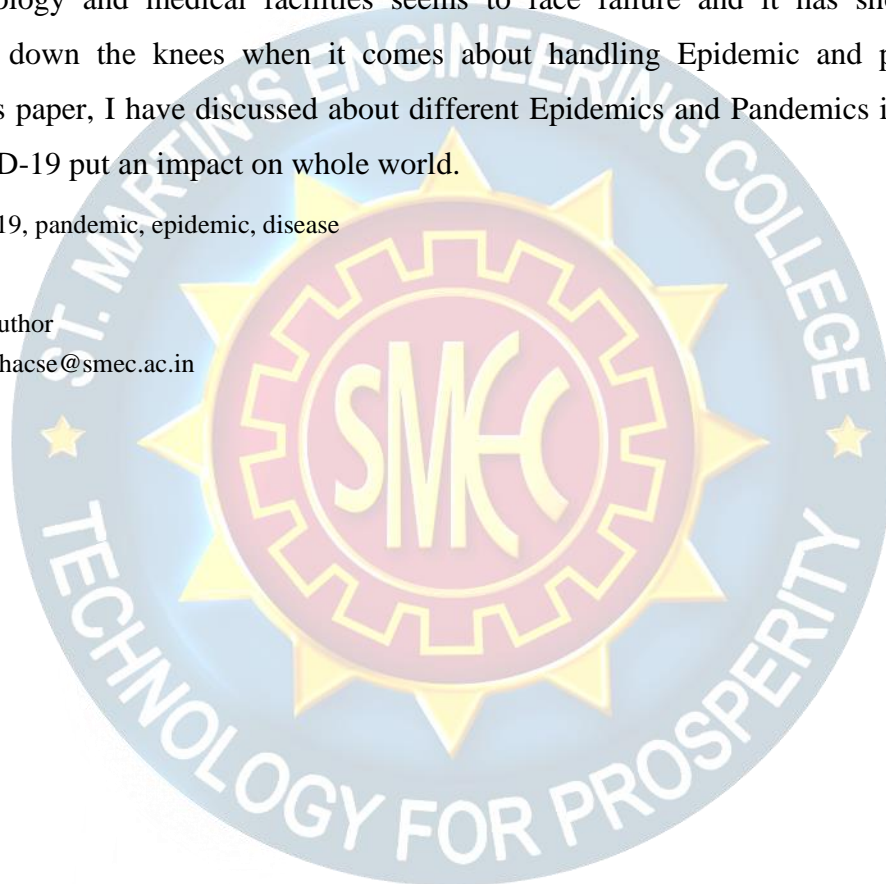 ology and medical facilities seems to face failure and it has sh
down the knees when it comes about handling Epidemic and p
s paper, I have discussed about different Epidemics and Pandemics i
D-19 put an impact on whole world.
19, pandemic, epidemic, disease
uthor
hacse@smec.ac.in
ST. MARTIN'S ENGINEERING COLLEGE
SMEC
TECHNOLOGY FOR PROSPERITY